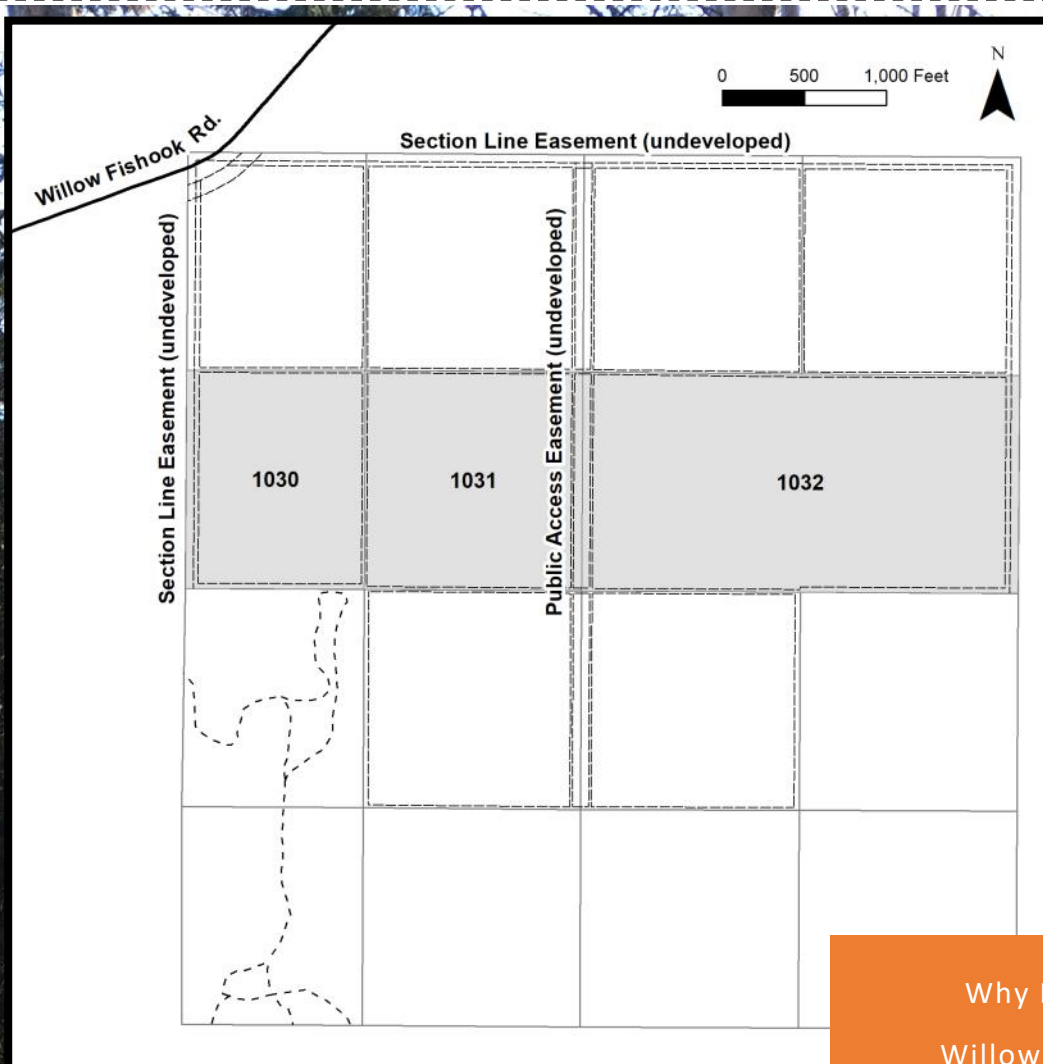 N
0 500 1,000 Feet
Willow Fishook Rd.
Section Line Easement (undeveloped)
Section Line Easement (undeveloped)
Public Access Easement (undeveloped)
1030
1031
1032
Why
Willow